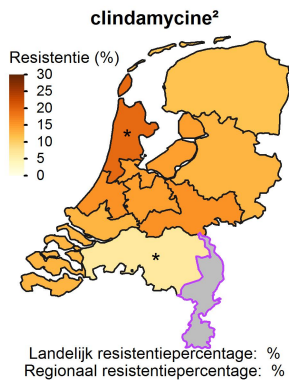 clindamycine²
Resistentie (%)
30
25
20
15
10
5
0
*
*
Landelijk resistentiepercentage: %
Regionaal resistentiepercentage: %